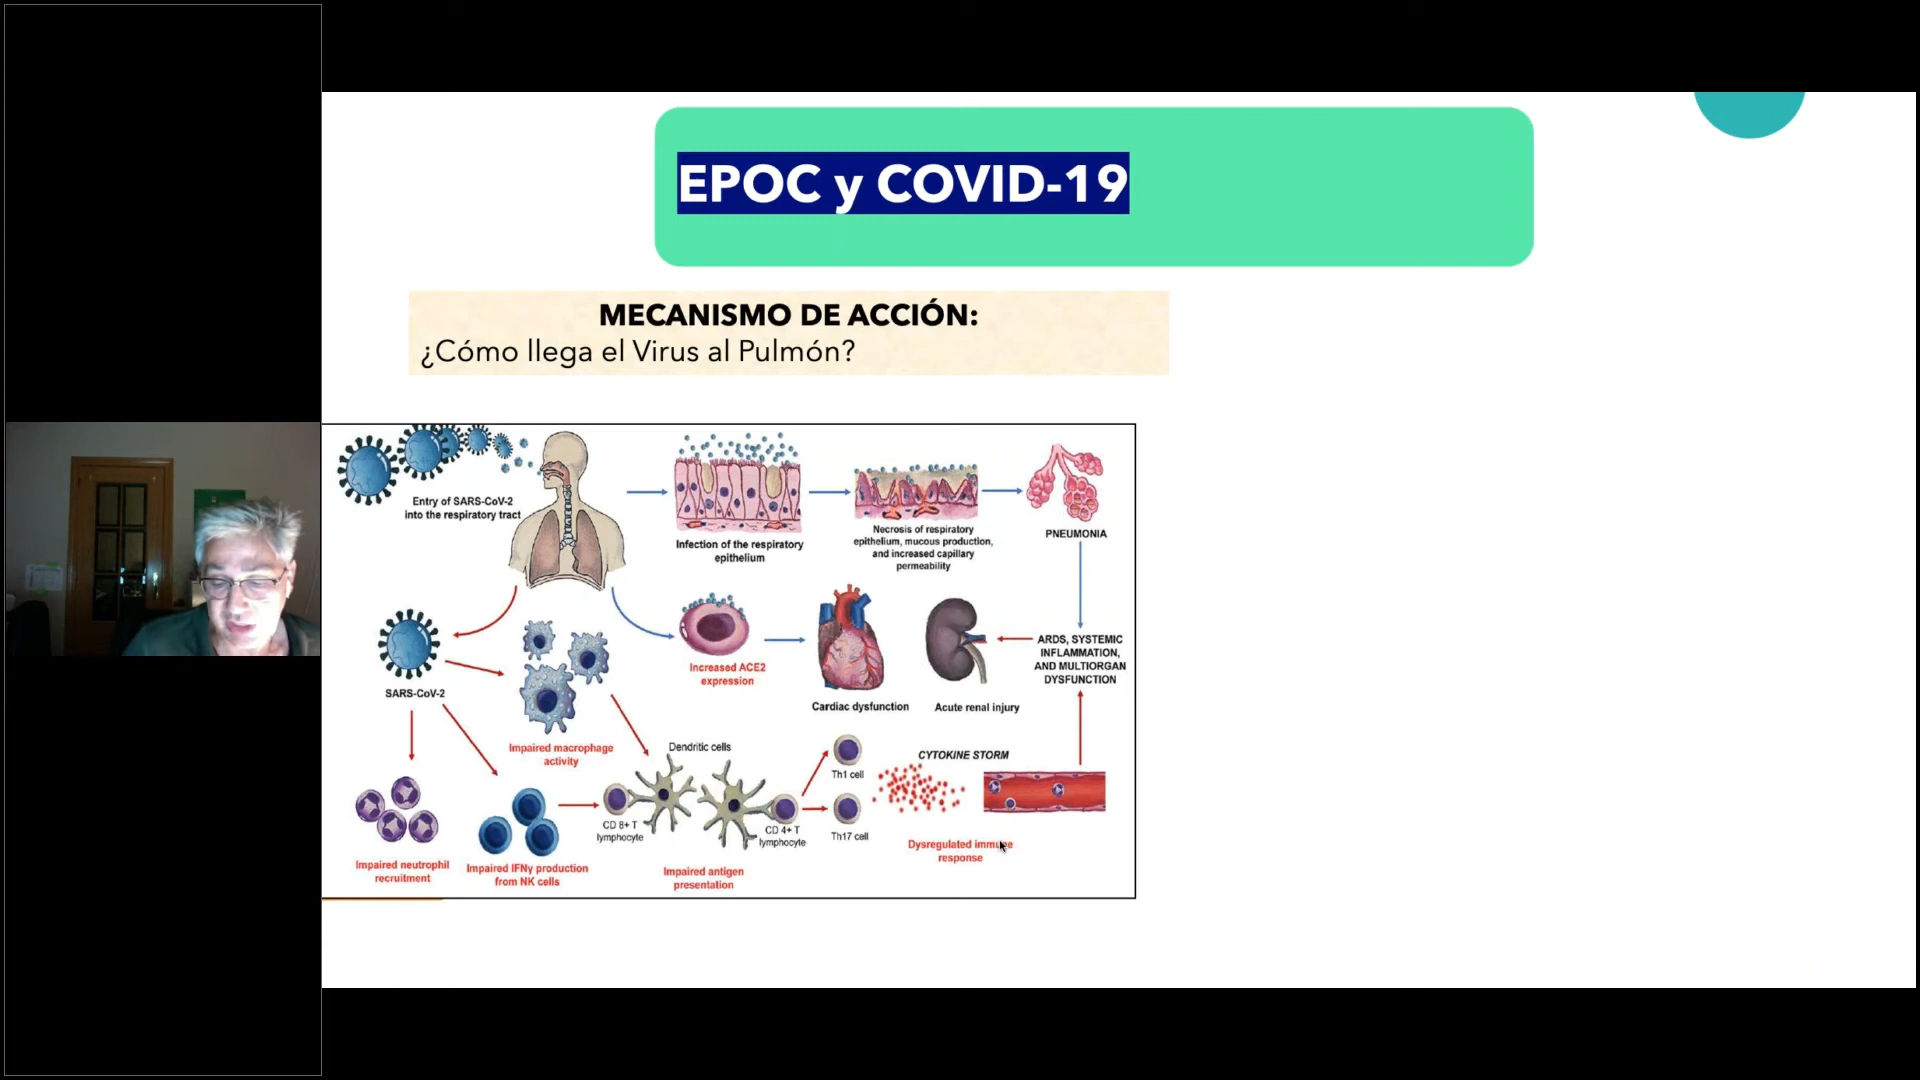 EPOC y COVID-19
MECANISMO DE ACCIÓN:
¿Cómo llega el Virus al Pulmón?
Entry of SARS-CoV-2
into the respiratory tract
Infection of the respiratory
epithelium
Necrosis of respiratory
epithelium, mucous production,
and increased capillary
permeability
PNEUMONIA
SARS-CoV-2
Increased ACE2
expression
Cardiac dysfunction
Acute renal injury
ARDS, SYSTEMIC
INFLAMMATION,
AND MULTIORGAN
DYSFUNCTION
Impaired macrophage
activity
Dendritic cells
Th1 cell
CYTOKINE STORM
CD 8+ T
lymphocyte
CD 4+ T
lymphocyte
Th17 cell
Dysregulated immune
response
Impaired neutrophil
recruitment
Impaired IFNγ production
from NK cells
Impaired antigen
presentation